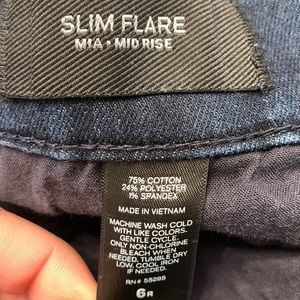 SLIM FLARE
MIA • MID RISE
75% COTTON
24% POLYESTER
1% SPANDEX
MADE IN VIETNAM
MACHINE WASH COLD
WITH LIKE COLORS.
GENTLE CYCLE.
ONLY NON-CHLORINE
BLEACH WHEN
NEEDED. TUMBLE DRY
LOW, COOL IRON
IF NEEDED.
RN# 55285
6R